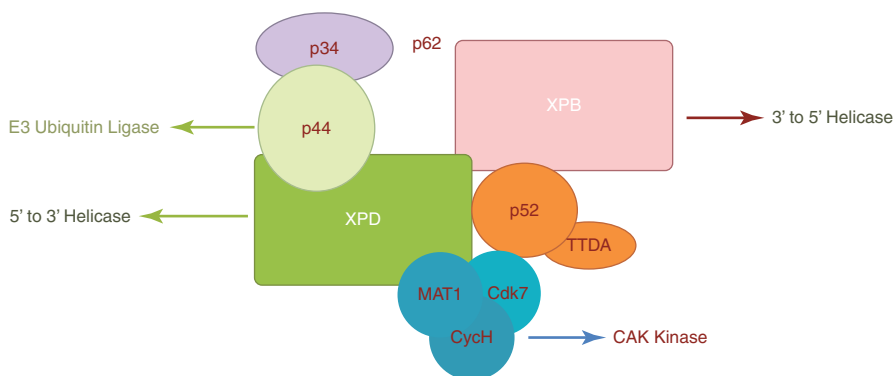 p34
p62
XPB
E3 Ubiquitin Ligase
p44
3’ to 5’ Helicase
5’ to 3’ Helicase
XPD
p52
TTDA
MAT1
Cdk7
CycH
CAK Kinase